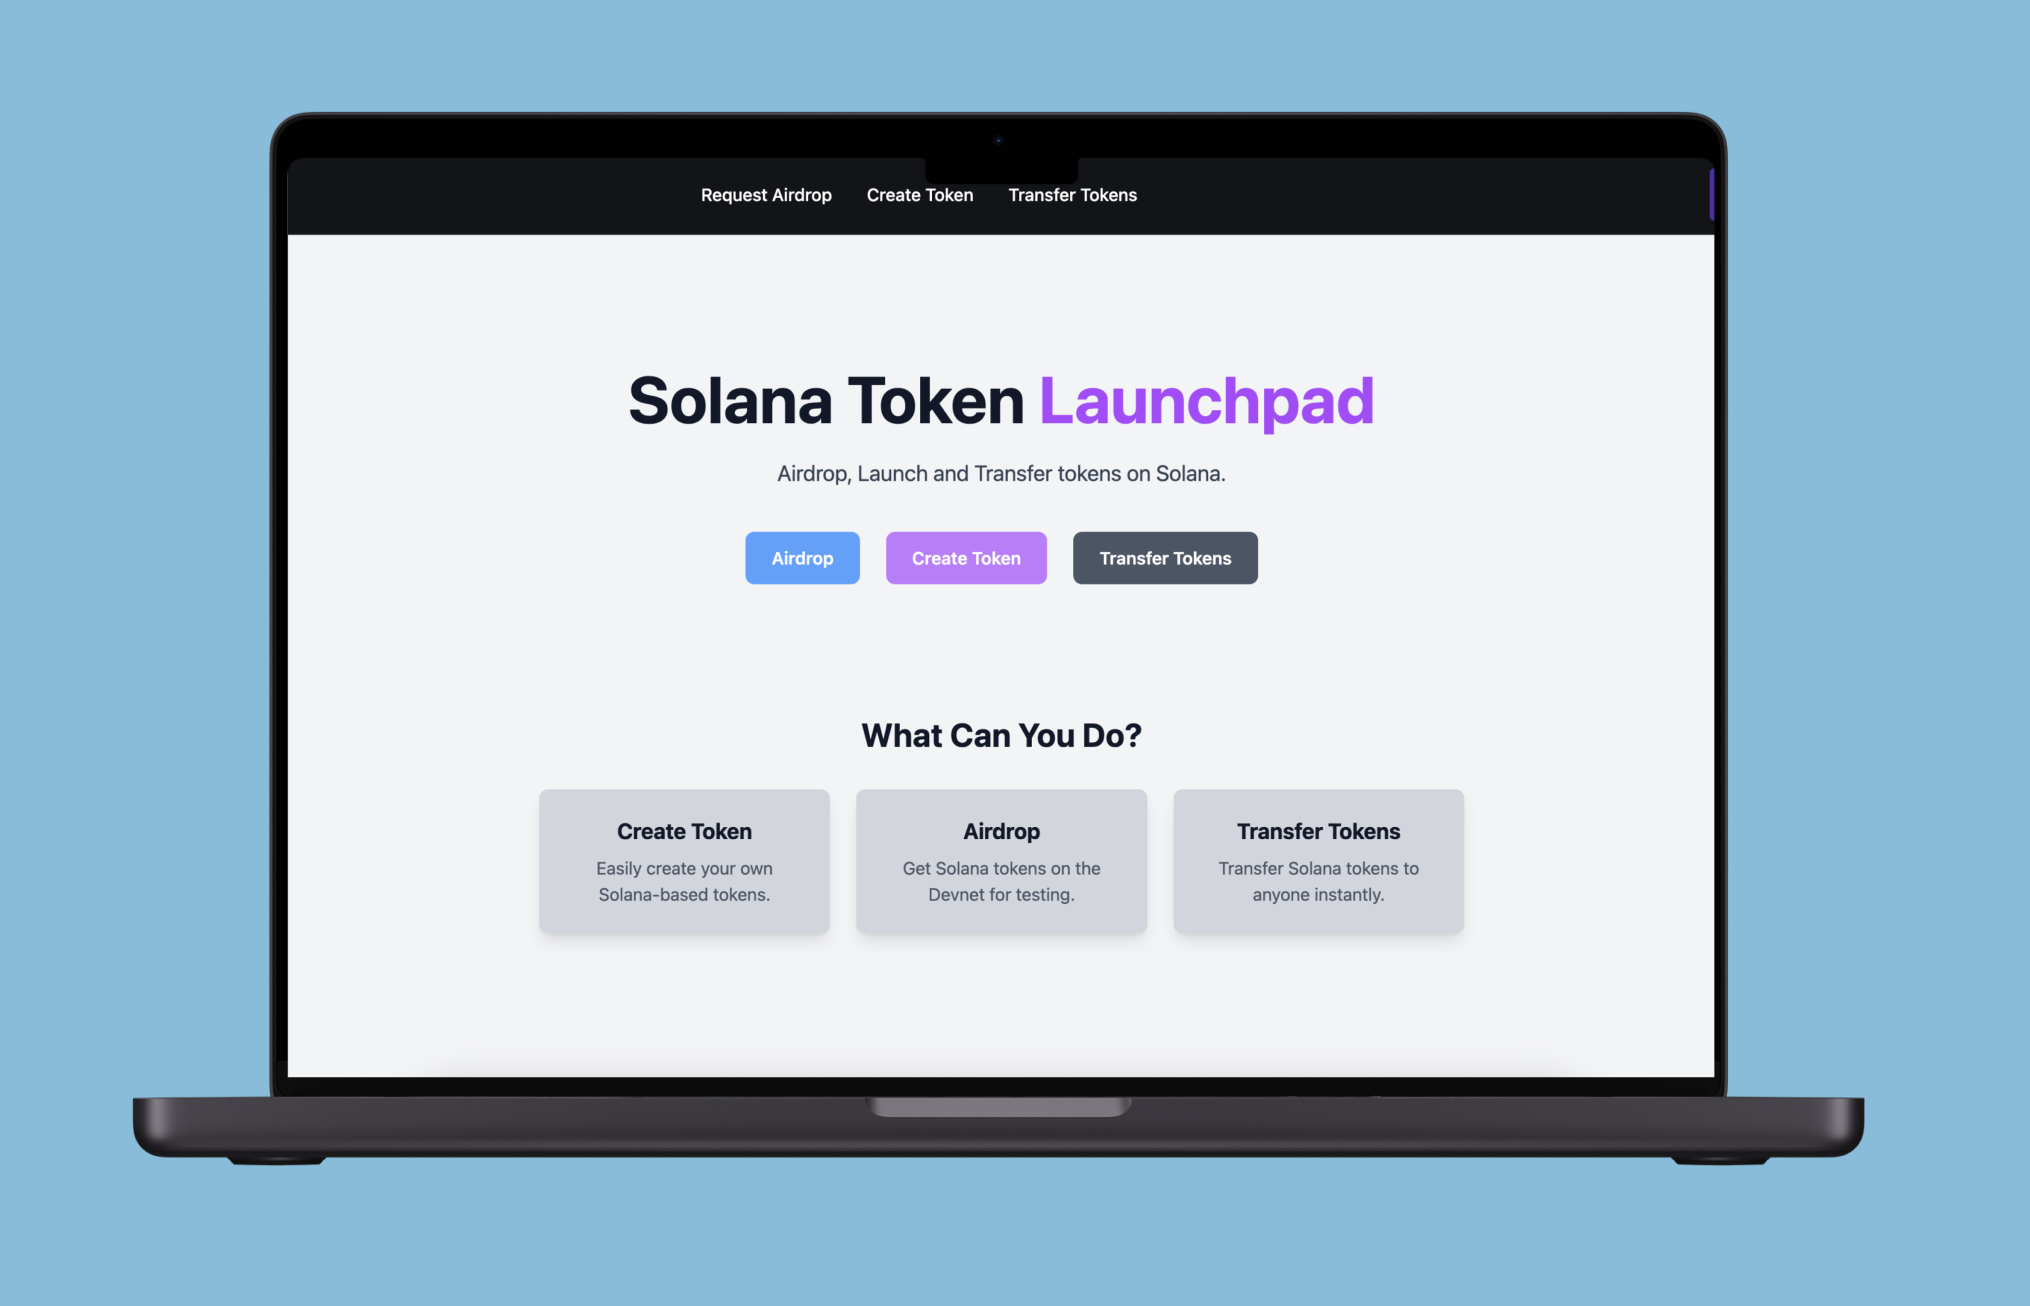 Request Airdrop Create Token Transfer Tokens
Solana Token Launchpad
Airdrop, Launch and Transfer tokens on Solana.
Airdrop Create Token Transfer Tokens
What Can You Do?
Create Token
Easily create your own
Solana-based tokens.
Airdrop
Get Solana tokens on the
Devnet for testing.
Transfer Tokens
Transfer Solana tokens to
anyone instantly.